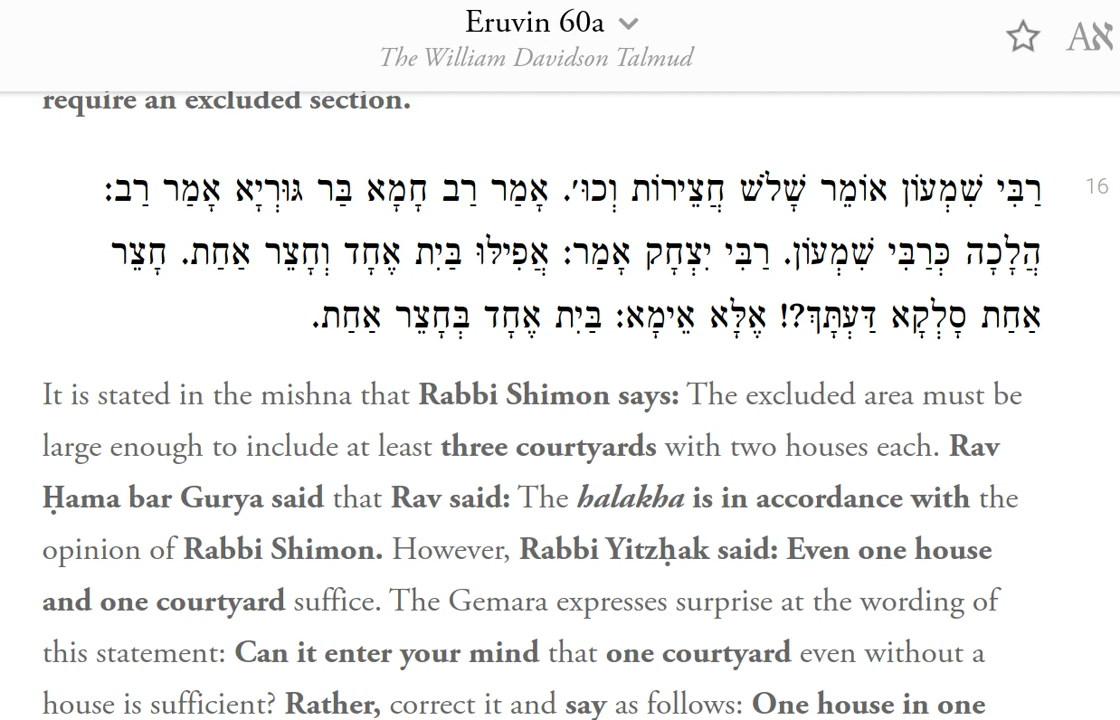 Eruvin 60a
The William Davidson Talmud
Aא
require an excluded section.
רַבִּי שִׁמְעוֹן אוֹמֵר שָׁלֹשׁ חֲצֵירוֹת וְכוּ׳. אָמַר רַב חָמָא בַּר גּוּרְיָא אָמַר רַב:
16
הֲלָכָה כְּרַבִּי שִׁמְעוֹן. רַבִּי יִצְחָק אָמַר: אֲפִילּוּ בַּיִת אֶחָד וְחָצֵר אַחַת. חָצֵר
אַחַת סָלְקָא דַּעְתָּךְ?! אֶלָּא אֵימָא: בַּיִת אֶחָד בְּחָצֵר אַחַת.
It is stated in the mishna that Rabbi Shimon says: The excluded area must be
large enough to include at least three courtyards with two houses each. Rav
Ḥama bar Gurya said that Rav said: The halakha is in accordance with the
opinion of Rabbi Shimon. However, Rabbi Yitzḥak said: Even one house
and one courtyard suffice. The Gemara expresses surprise at the wording of
this statement: Can it enter your mind that one courtyard even without a
house is sufficient? Rather, correct it and say as follows: One house in one